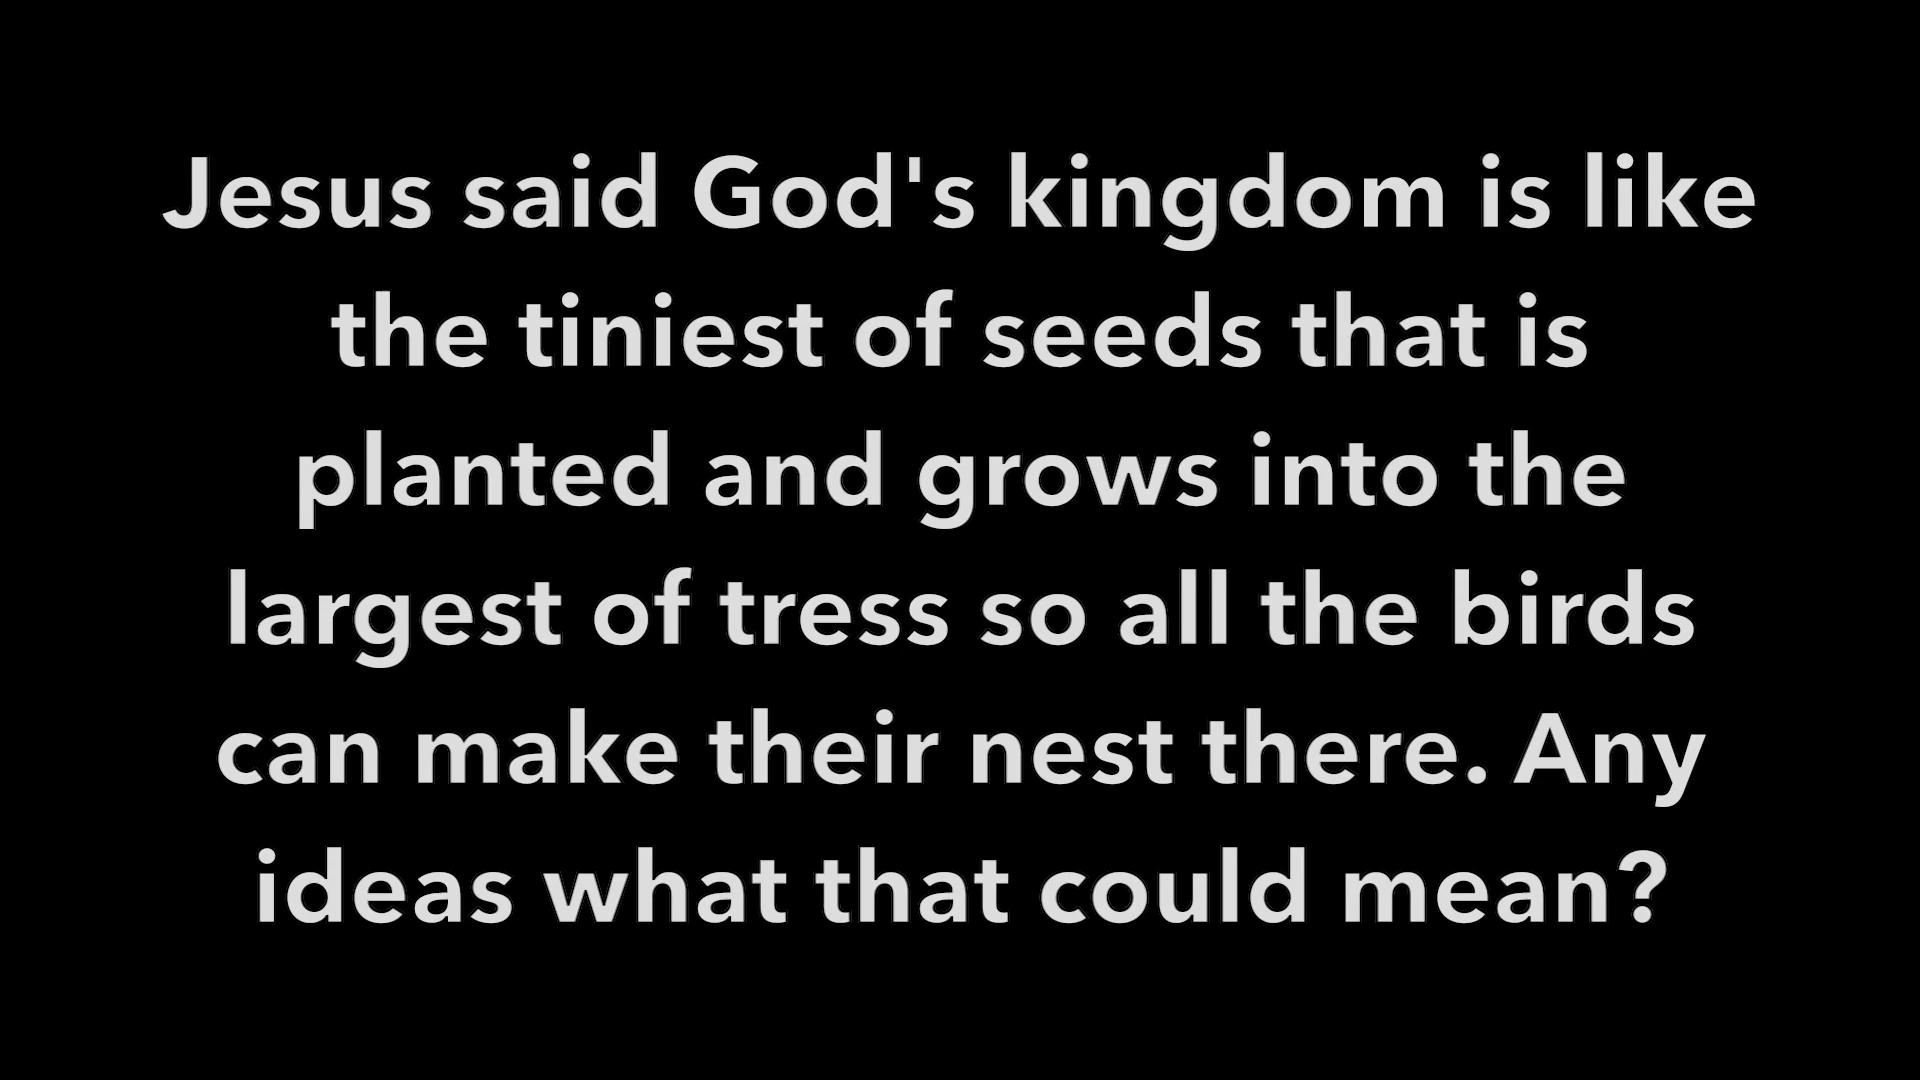 Jesus said God's kingdom is like
the tiniest of seeds that is
planted and grows into the
largest of tress so all the birds
can make their nest there. Any
ideas what that could mean?